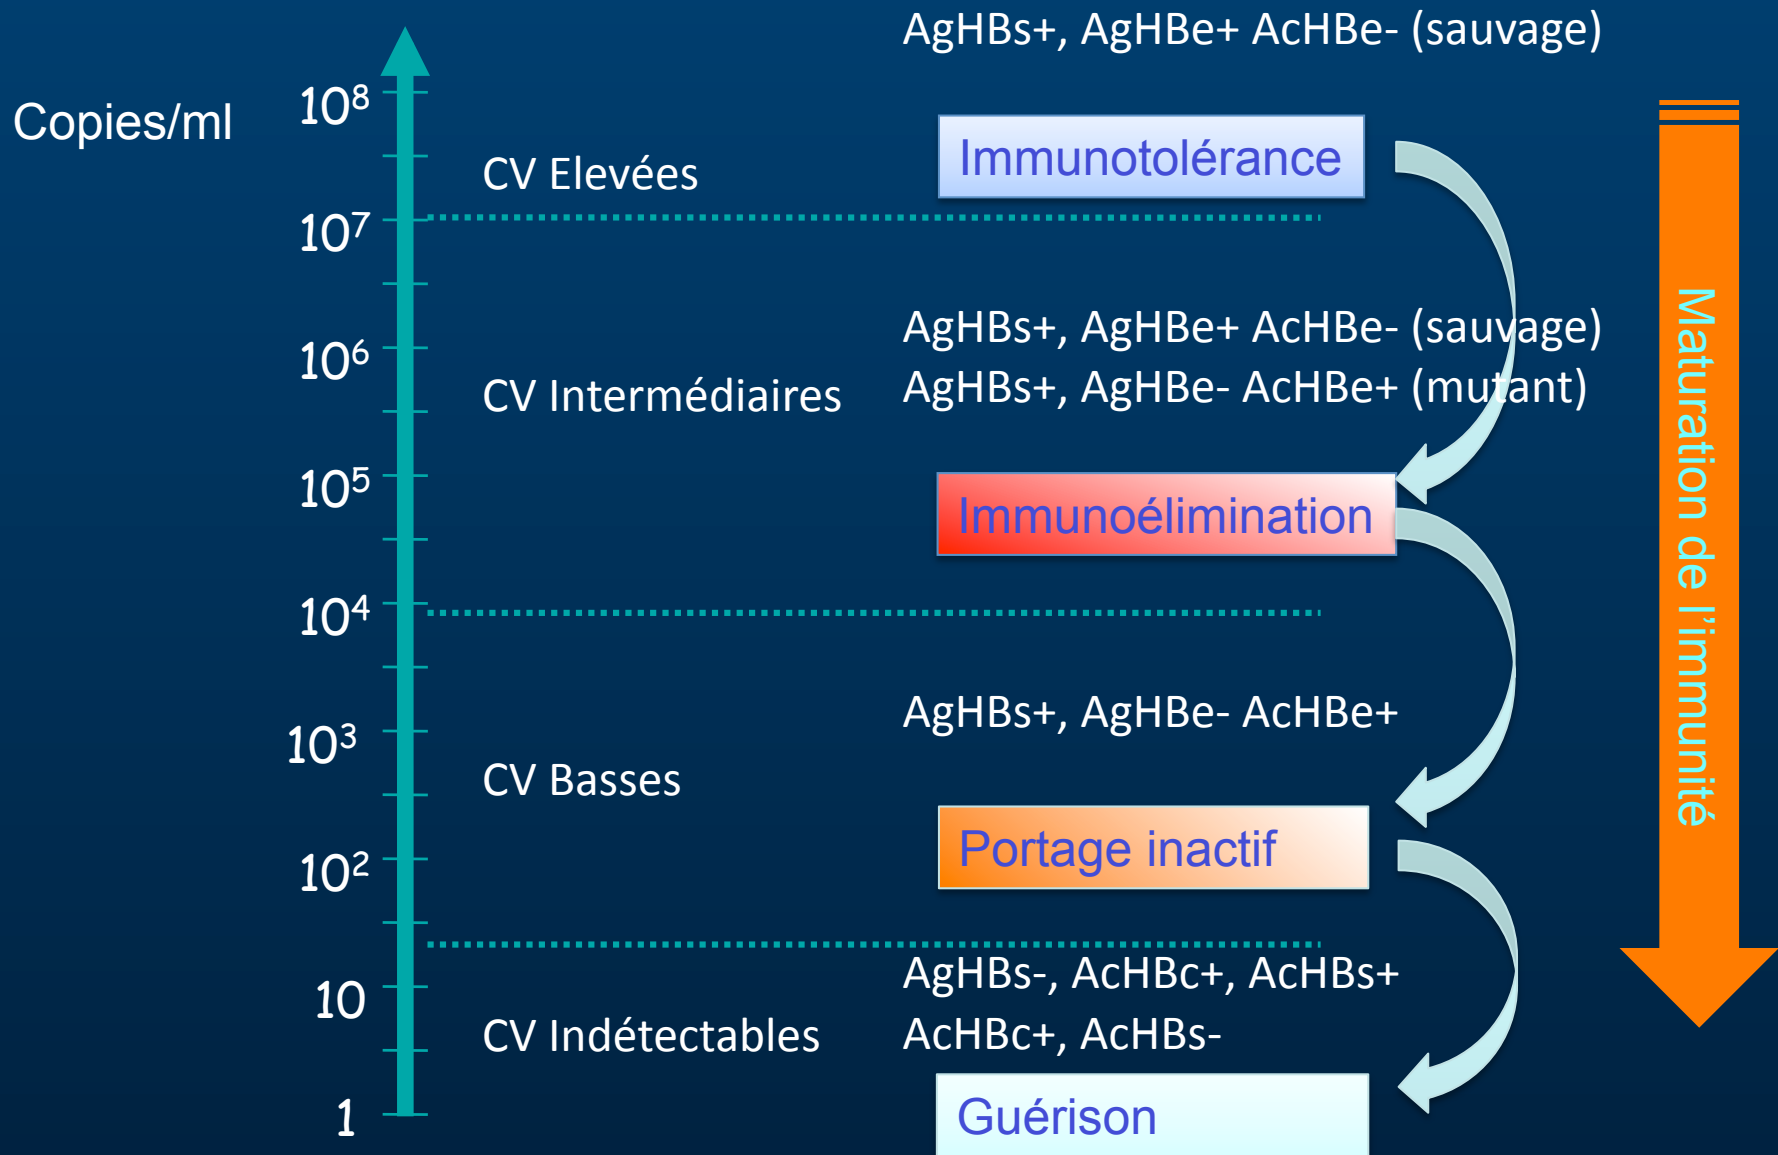 AgHBs+, AgHBe+ AcHBe- (sauvage)
Copies/ml
10⁸
Immunotolérance
CV Elevées
10⁷
AgHBs+, AgHBe+ AcHBe- (sauvage)
10⁶
CV Intermédiaires
AgHBs+, AgHBe- AcHBe+ (mutant)
10⁵
Immunoélimination
10⁴
AgHBs+, AgHBe- AcHBe+
10³
CV Basses
Portage inactif
10²
AgHBs-, AcHBc+, AcHBs+
10
CV Indétectables
AcHBc+, AcHBs-
1
Guérison
Maturation de l'immunité